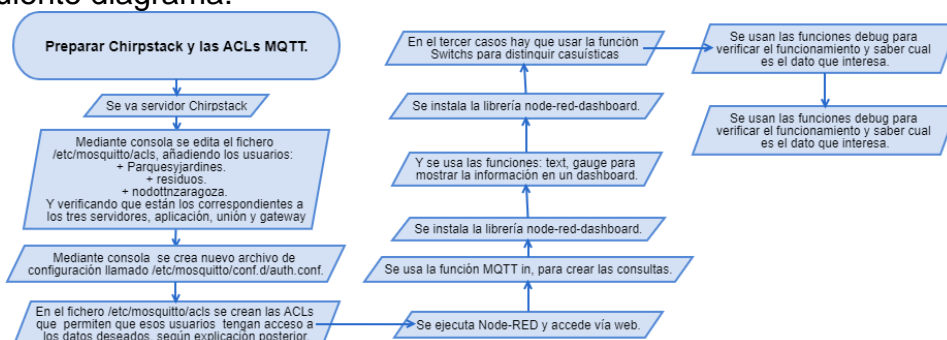 diente diagrama:
Preparar Chirpstack y las ACLs MQTT.
Se va servidor Chirpstack
Mediante consola se edita el fichero
/etc/mosquitto/acls, añadiendo los usuarios:
+ Parquesyjardines.
+ residuos.
+ nodottnzaragoza.
Y verificando que están los correspondientes a
los tres servidores, aplicación, unión y gateway
Mediante consola se crea nuevo archivo de
configuración llamado /etc/mosquitto/conf.d/auth.conf.
En el fichero /etc/mosquitto/acls se crean las ACLs
que permiten que esos usuarios tengan acceso a
los datos deseados, según explicación posterior.
Se ejecuta Node-RED y accede vía web.
Se usa la función MQTT in, para crear las consultas.
Se instala la librería node-red-dashboard.
Y se usa las funciones: text, gauge para
mostrar la información en un dashboard.
Se instala la librería node-red-dashboard.
En el tercer casos hay que usar la función
Switchs para distinguir casuísticas
Se usan las funciones debug para
verificar el funcionamiento y saber cual
es el dato que interesa.
Se usan las funciones debug para
verificar el funcionamiento y saber cual
es el dato que interesa.